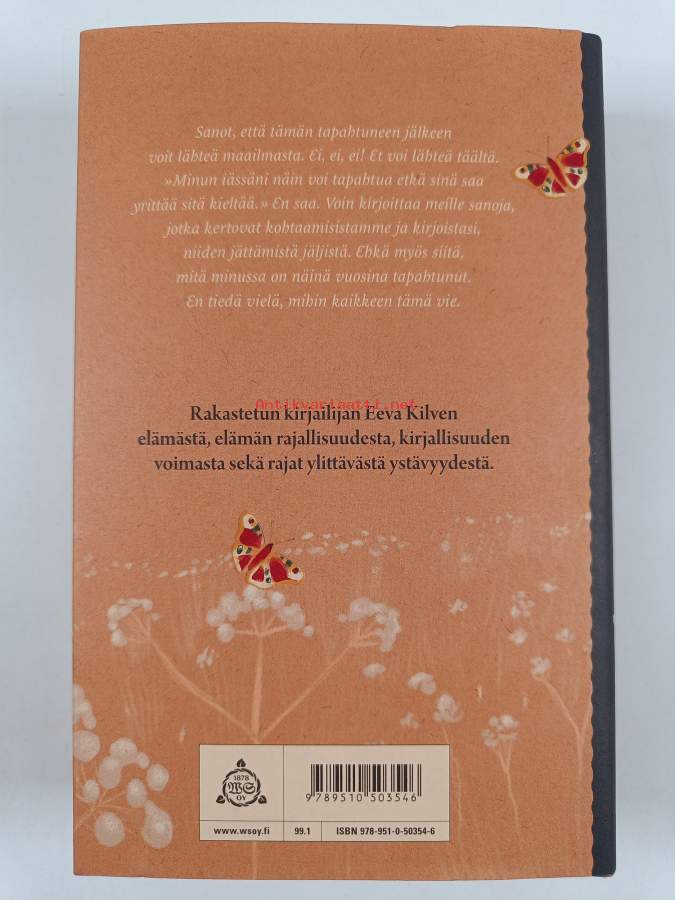 Sanot, että tämän tapahtuneen jälkeen
voit lähteä maailmasta. Ei, ei, ei! Et voi lähteä täältä.
»Minun iässäni näin voi tapahtua etkä sinä saa
yrittää sitä kieltää.» En saa. Voin kirjoittaa meille sanoja,
jotka kertovat kohtaamisistamme ja kirjoistasi,
niiden jättämistä jäljistä. Ehkä myös siitä,
mitä minussa on näinä vuosina tapahtunut.
En tiedä vielä, mihin kaikkeen tämä vie.
Antikvariaatti.net
Rakastetun kirjailijan Eeva Kilven
elämästä, elämän rajallisuudesta, kirjallisuuden
voimasta sekä rajat ylittävästä ystävyydestä.
1878
WS
OY
9 789510 503546
www.wsoy.fi 99.1 ISBN 978-951-0-50354-6